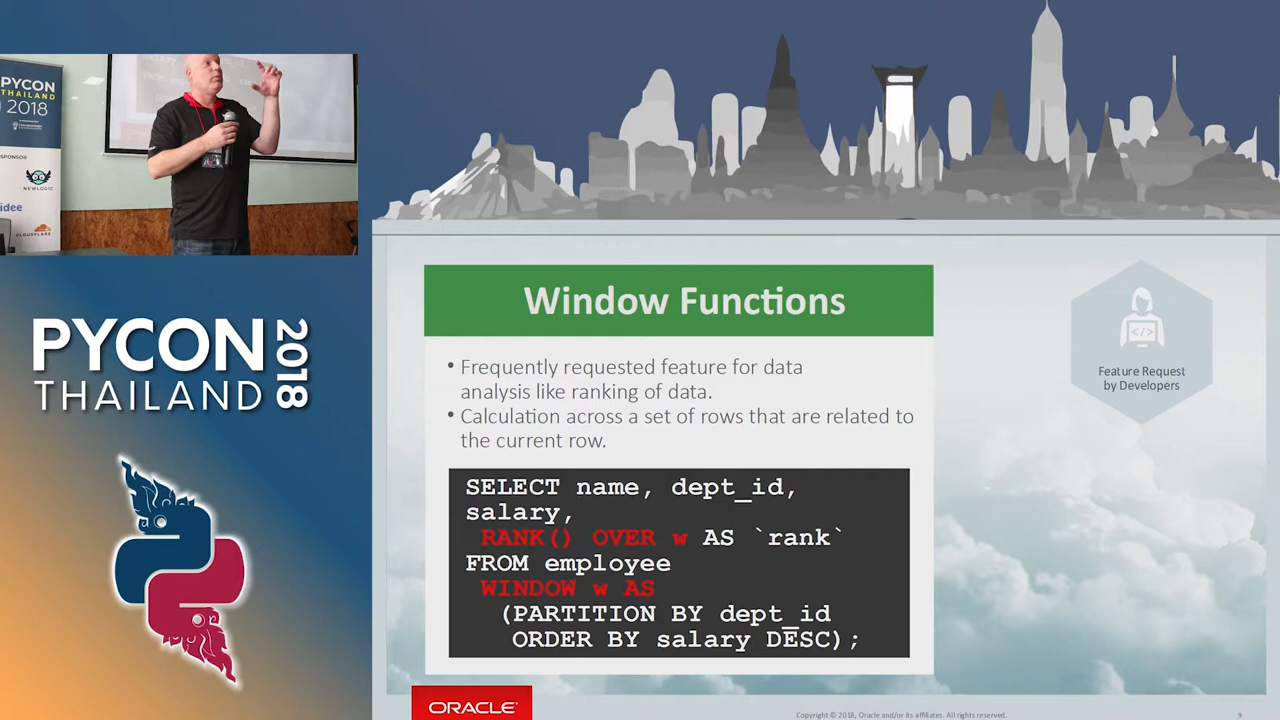 PYCON
THAILAND
2018
SPONSOR
NEWLOGIC
idee
CLOUDFLARE
PYCON
THAILAND
2018
Window Functions
• Frequently requested feature for data
analysis like ranking of data.
• Calculation across a set of rows that are related to
the current row.
SELECT name, dept_id,
salary,
RANK() OVER w AS `rank`
FROM employee
WINDOW w AS
(PARTITION BY dept_id
ORDER BY salary DESC);
</>
Feature Request
by Developers
ORACLE
Copyright © 2018, Oracle and/or its affiliates. All rights reserved.
9